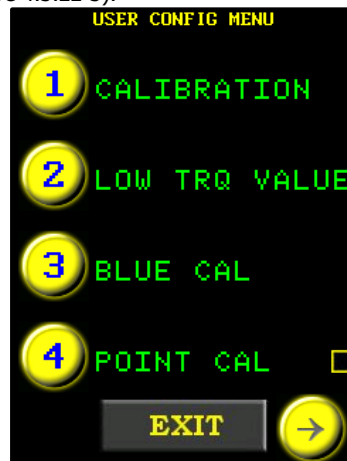 USER CONFIG MENU
1 CALIBRATION
2 LOW TRQ VALUE
3 BLUE CAL
4 POINT CAL
EXIT →